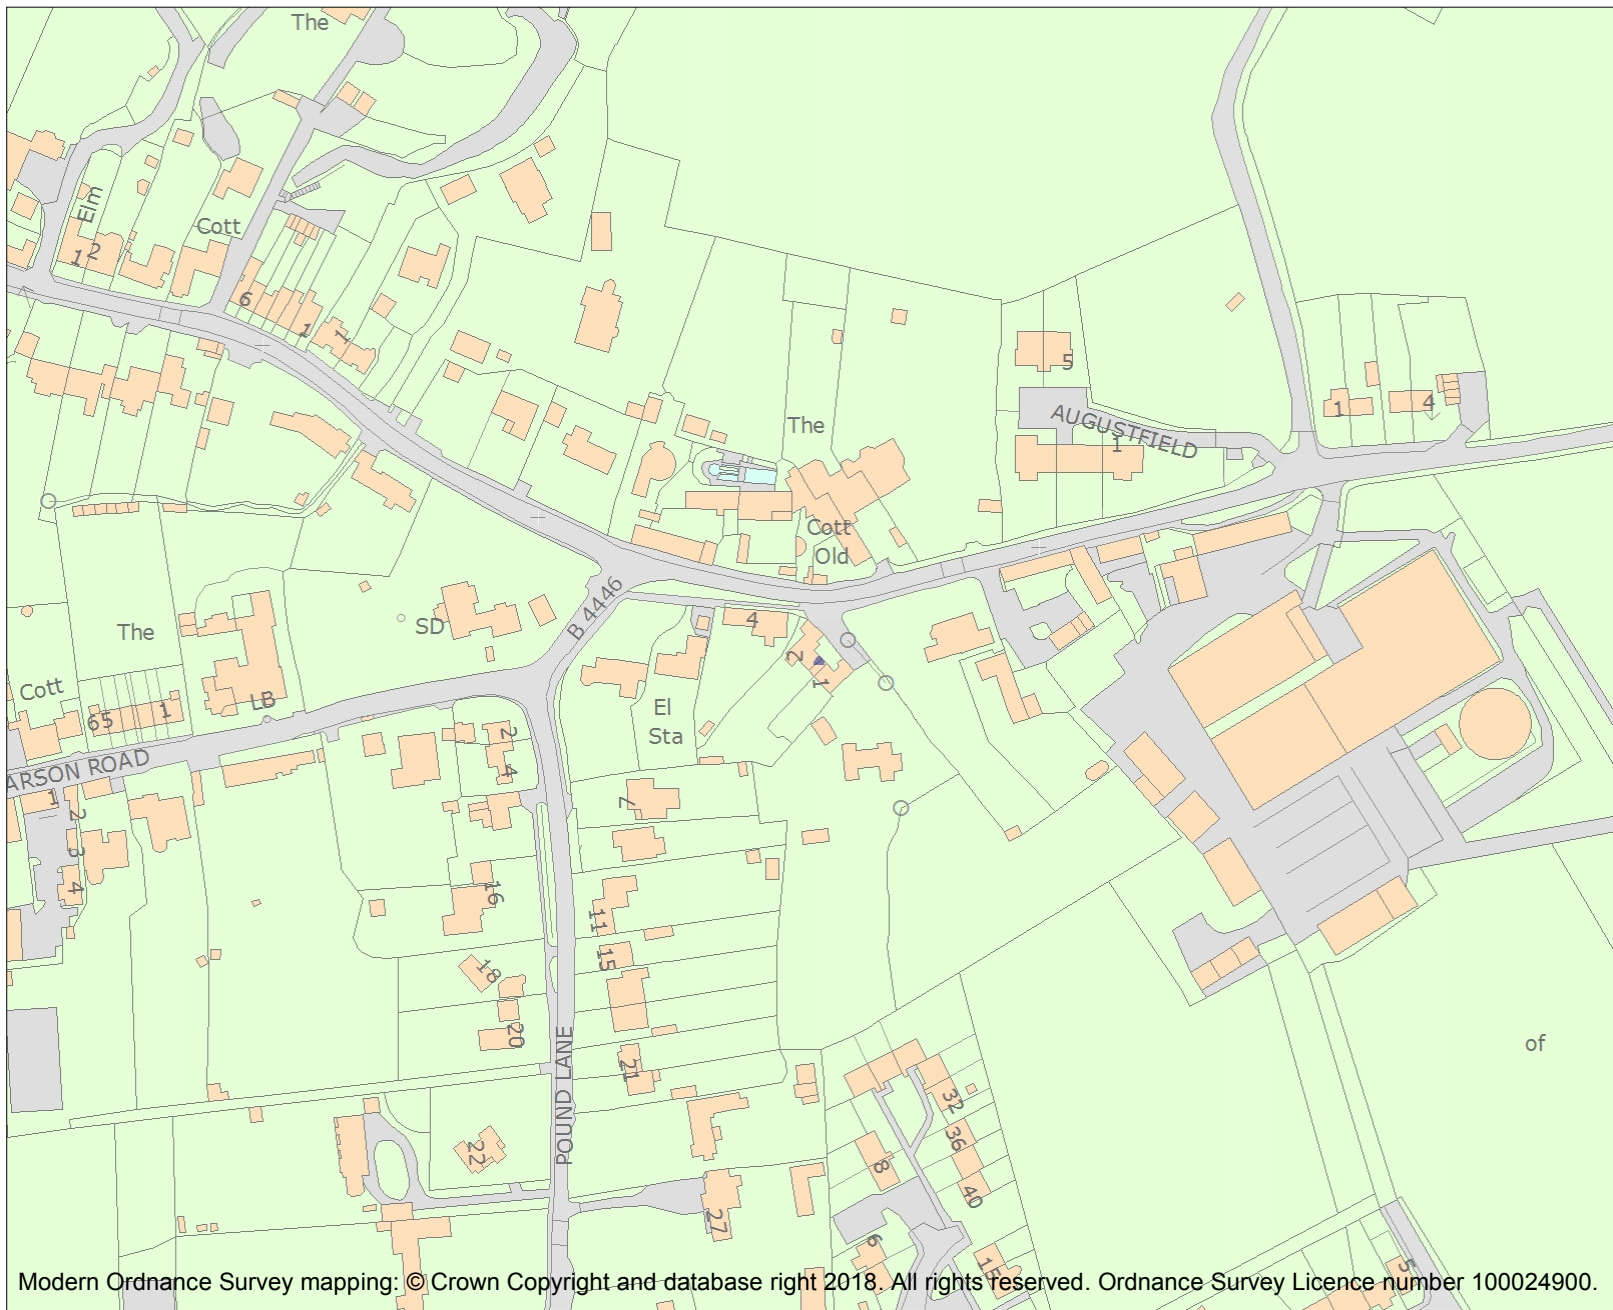 The
Elm
Cott
1
2
6
1
1
5
AUGUSTFIELD
1
1
4
The
Cott
Old
B 4446
SD
The
4
2
1
Cott
LB
65
1
El
Sta
ARSON ROAD
2
4
7
1
2
3
4
16
11
15
18
20
21
POUND LANE
of
32
36
8
40
22
27
6
15
5
Modern Ordnance Survey mapping: © Crown Copyright and database right 2018. All rights reserved. Ordnance Survey Licence number 100024900.